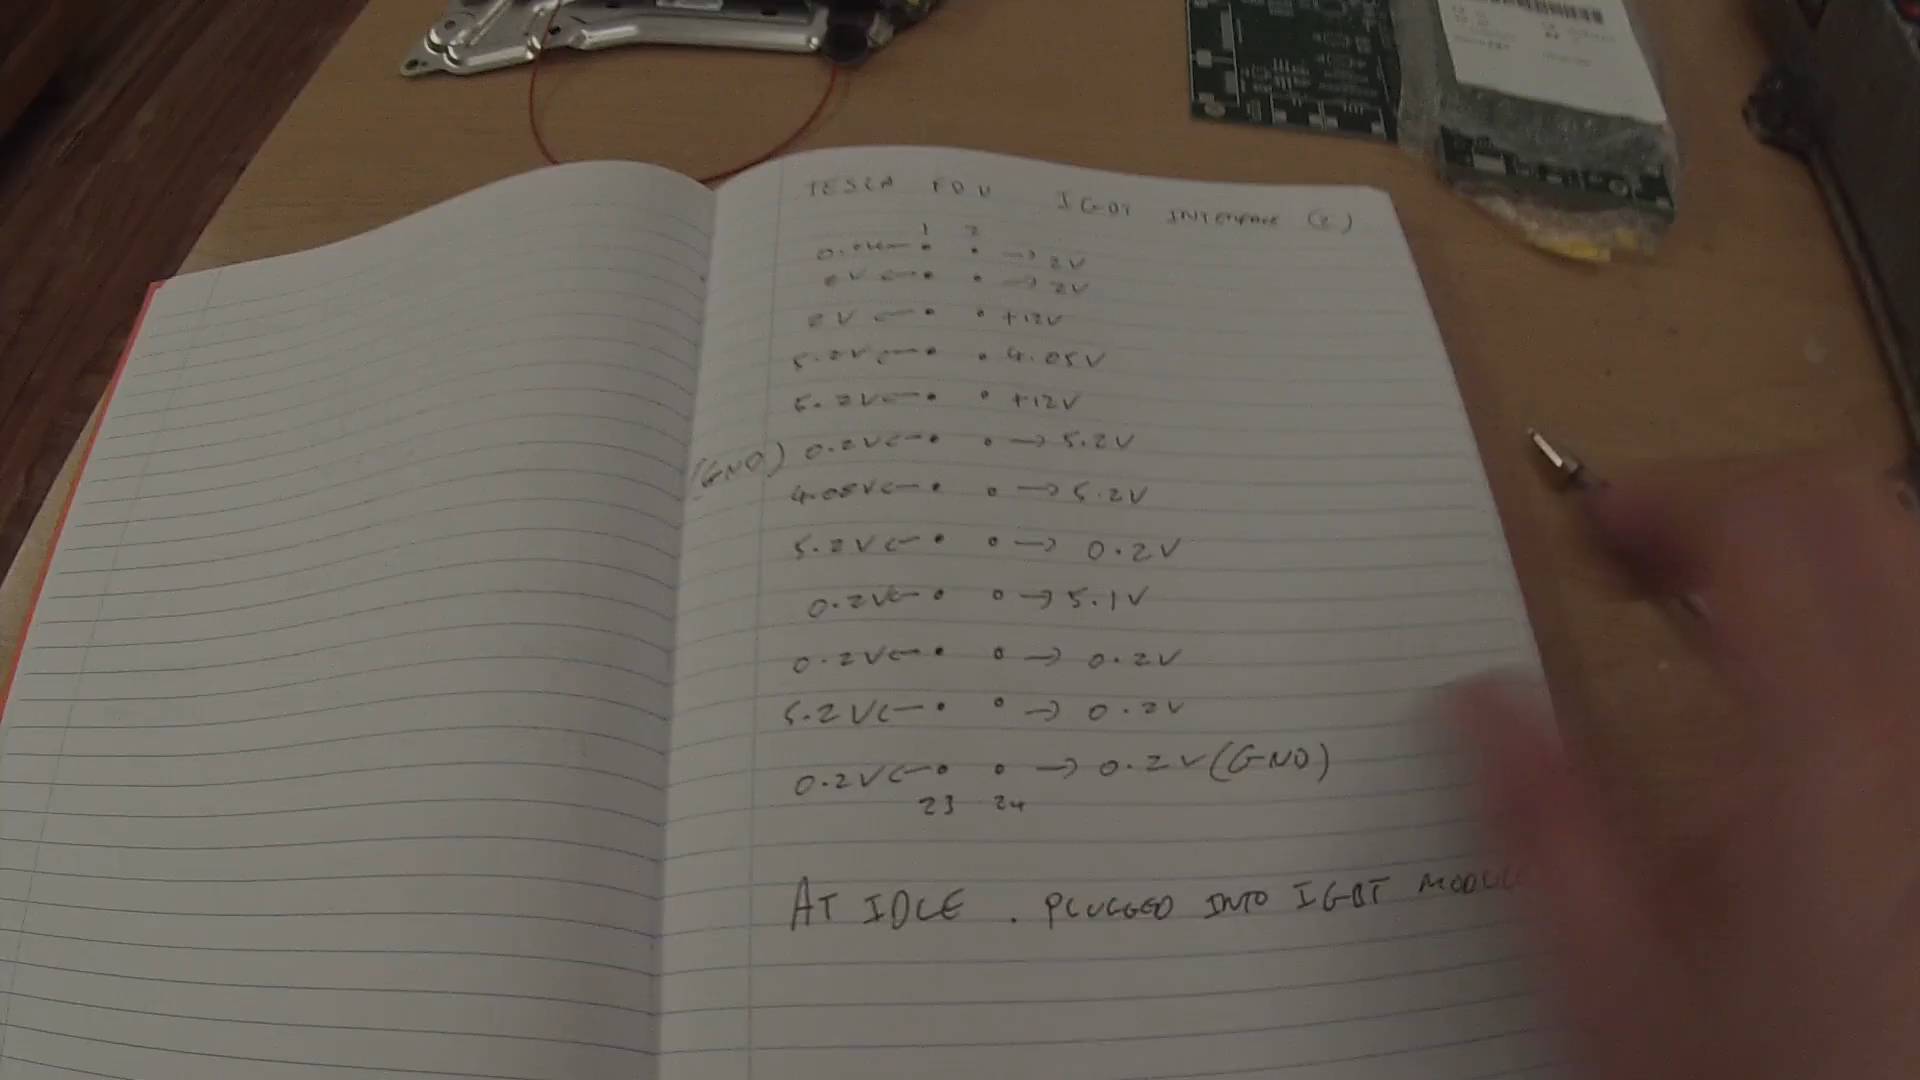 TESLA FDU IGBT INTERFACE (2)
1 2
← • • → 2V
2V ← • • → 2V
2V ← • • +12V
5.2V ← • • 4.05V
5.2V ← • • +12V
(GND) 0.2V ← • • → 5.2V
4.05V ← • • → 5.2V
5.2V ← • • → 0.2V
0.2V ← • • → 5.1V
0.2V ← • • → 0.2V
5.2V ← • • → 0.2V
0.2V ← • • → 0.2V (GND)
23 24
AT IDLE . PLUGGED INTO IGBT MODULE